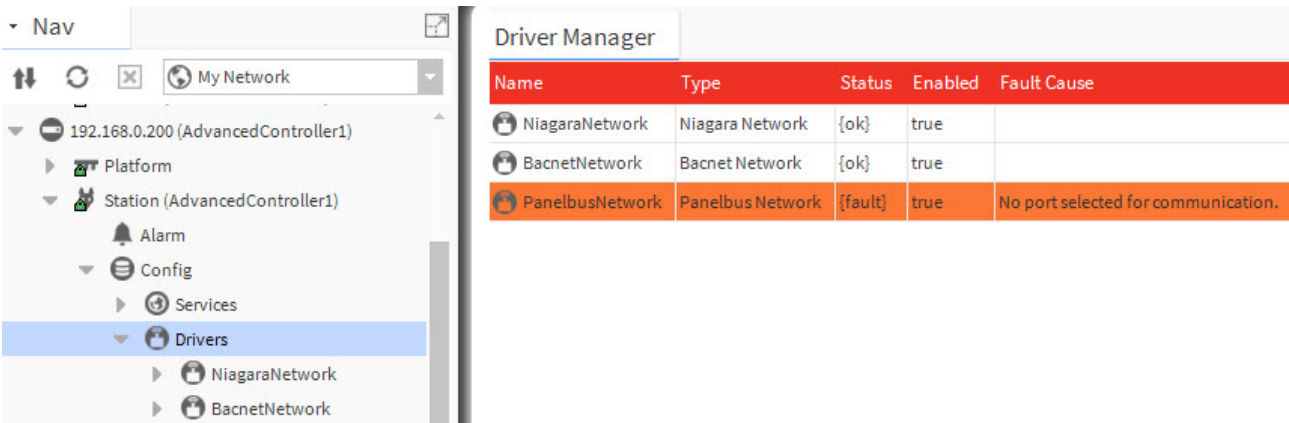 Nav
My Network
192.168.0.200 (AdvancedController1)
Platform
Station (AdvancedController1)
Alarm
Config
Services
Drivers
NiagaraNetwork
BacnetNetwork
Driver Manager
Name Type Status Enabled Fault Cause
NiagaraNetwork Niagara Network {ok} true
BacnetNetwork Bacnet Network {ok} true
PanelbusNetwork Panelbus Network {fault} true No port selected for communication.